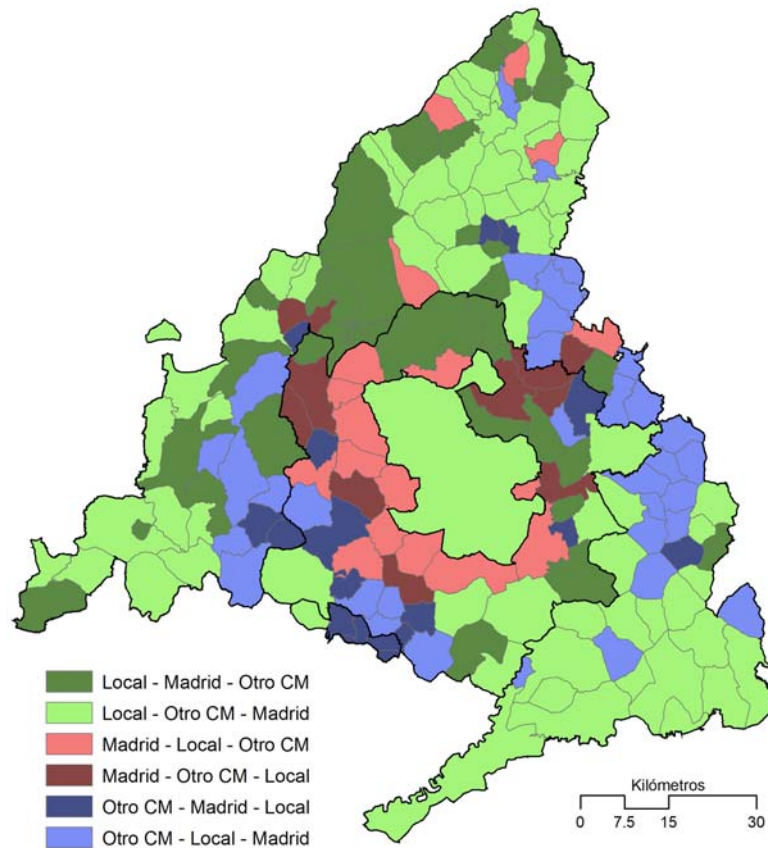 Local - Madrid - Otro CM
Local - Otro CM - Madrid
Madrid - Local - Otro CM
Madrid - Otro CM - Local
Otro CM - Madrid - Local
Otro CM - Local - Madrid
Kilómetros
0 7.5 15 30